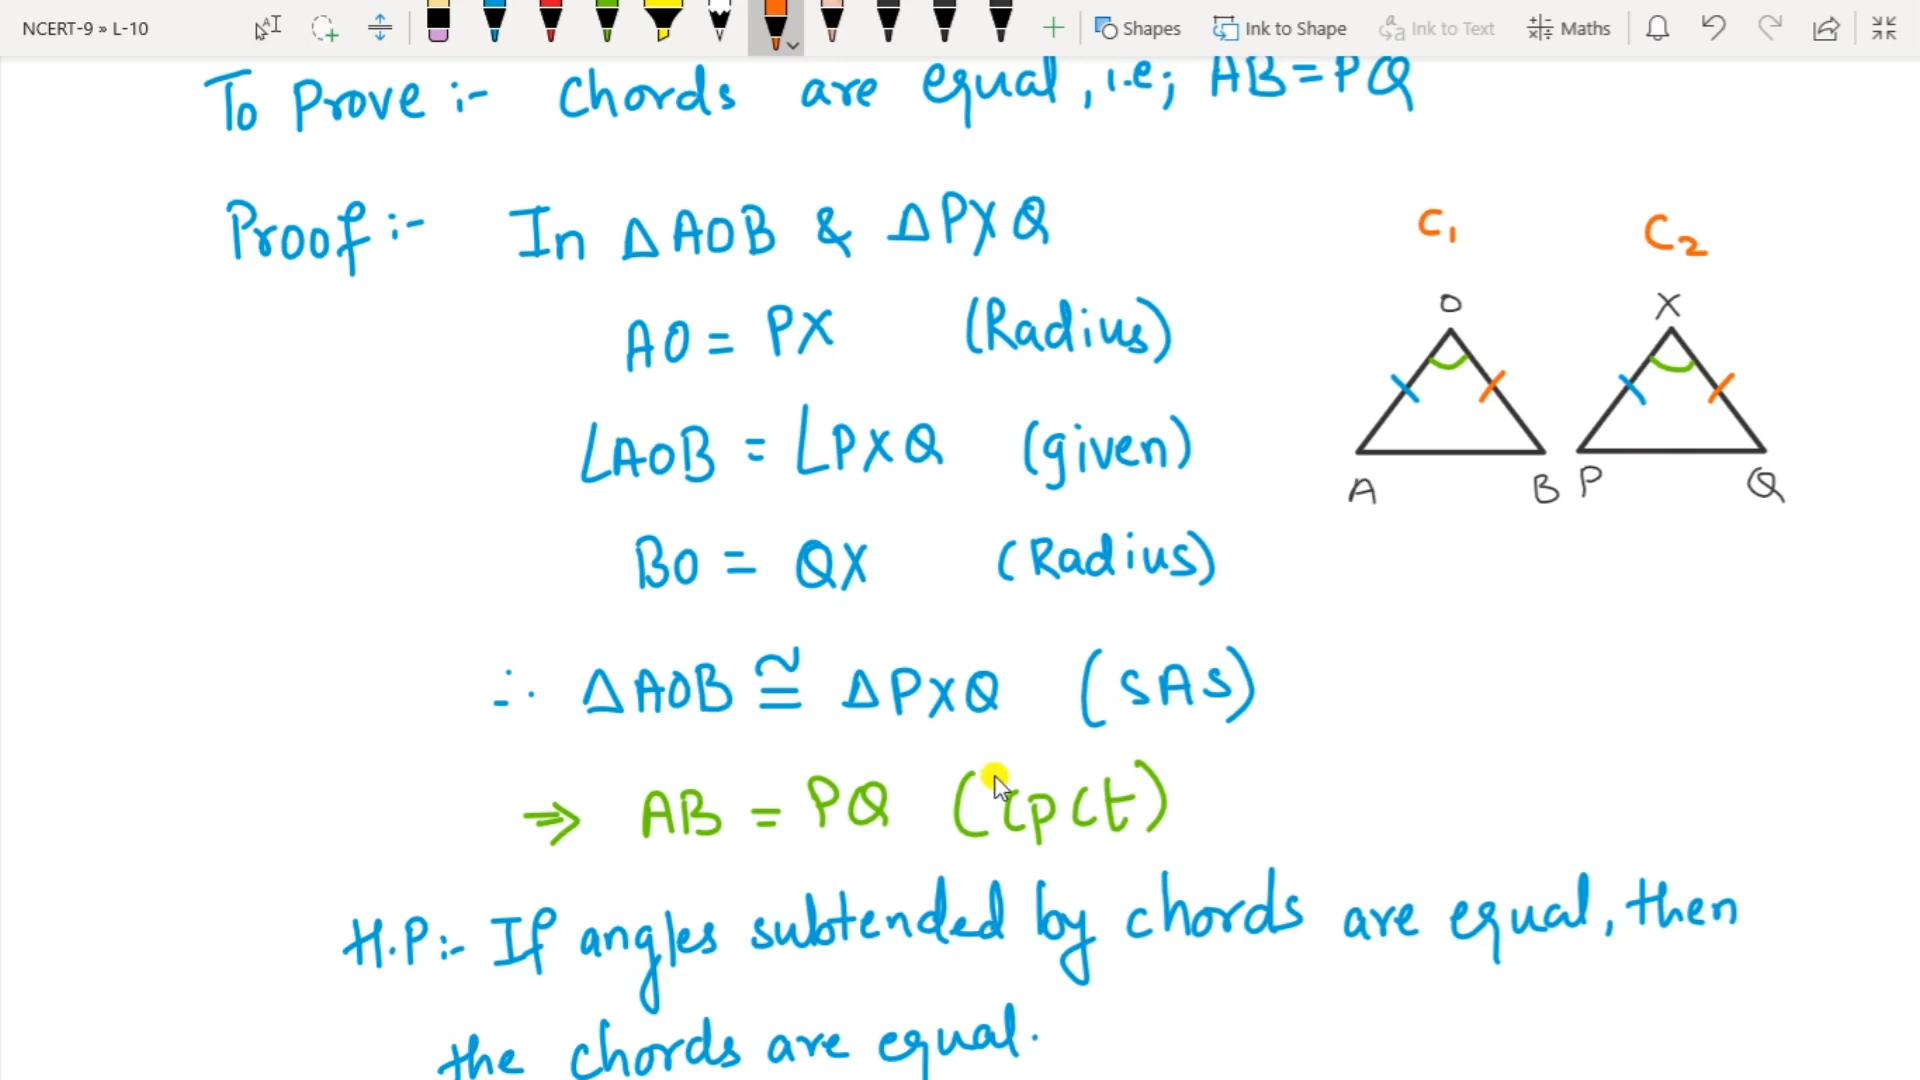 NCERT-9 » L-10 Shapes Ink to Shape Ink to Text Maths
To Prove :- Chords are equal, i.e; AB = PQ
Proof :- In ΔAOB & ΔPXQ
AO = PX (Radius)
∠AOB = ∠PXQ (given)
BO = QX (Radius)
∴ ΔAOB ≅ ΔPXQ (SAS)
⇒ AB = PQ (cpct)
H.P :- If angles subtended by chords are equal, then
the chords are equal.
C₁ C₂
O X
A B P Q